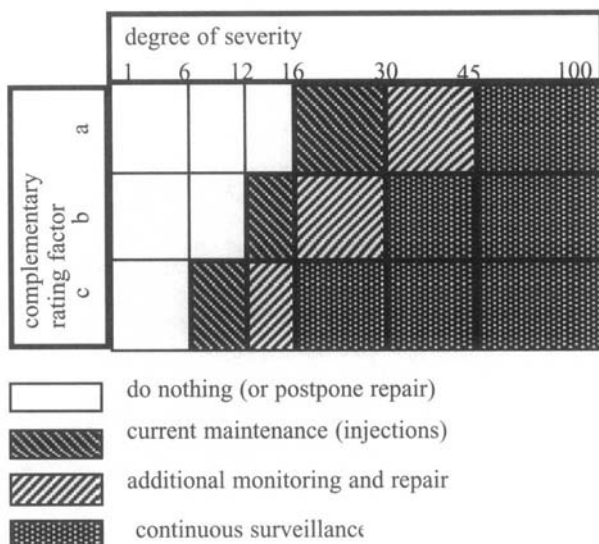 degree of severity
1 6 12 16 30 45 100
complementary
rating factor
a
b
c
do nothing (or postpone repair)
current maintenance (injections)
additional monitoring and repair
continuous surveillance